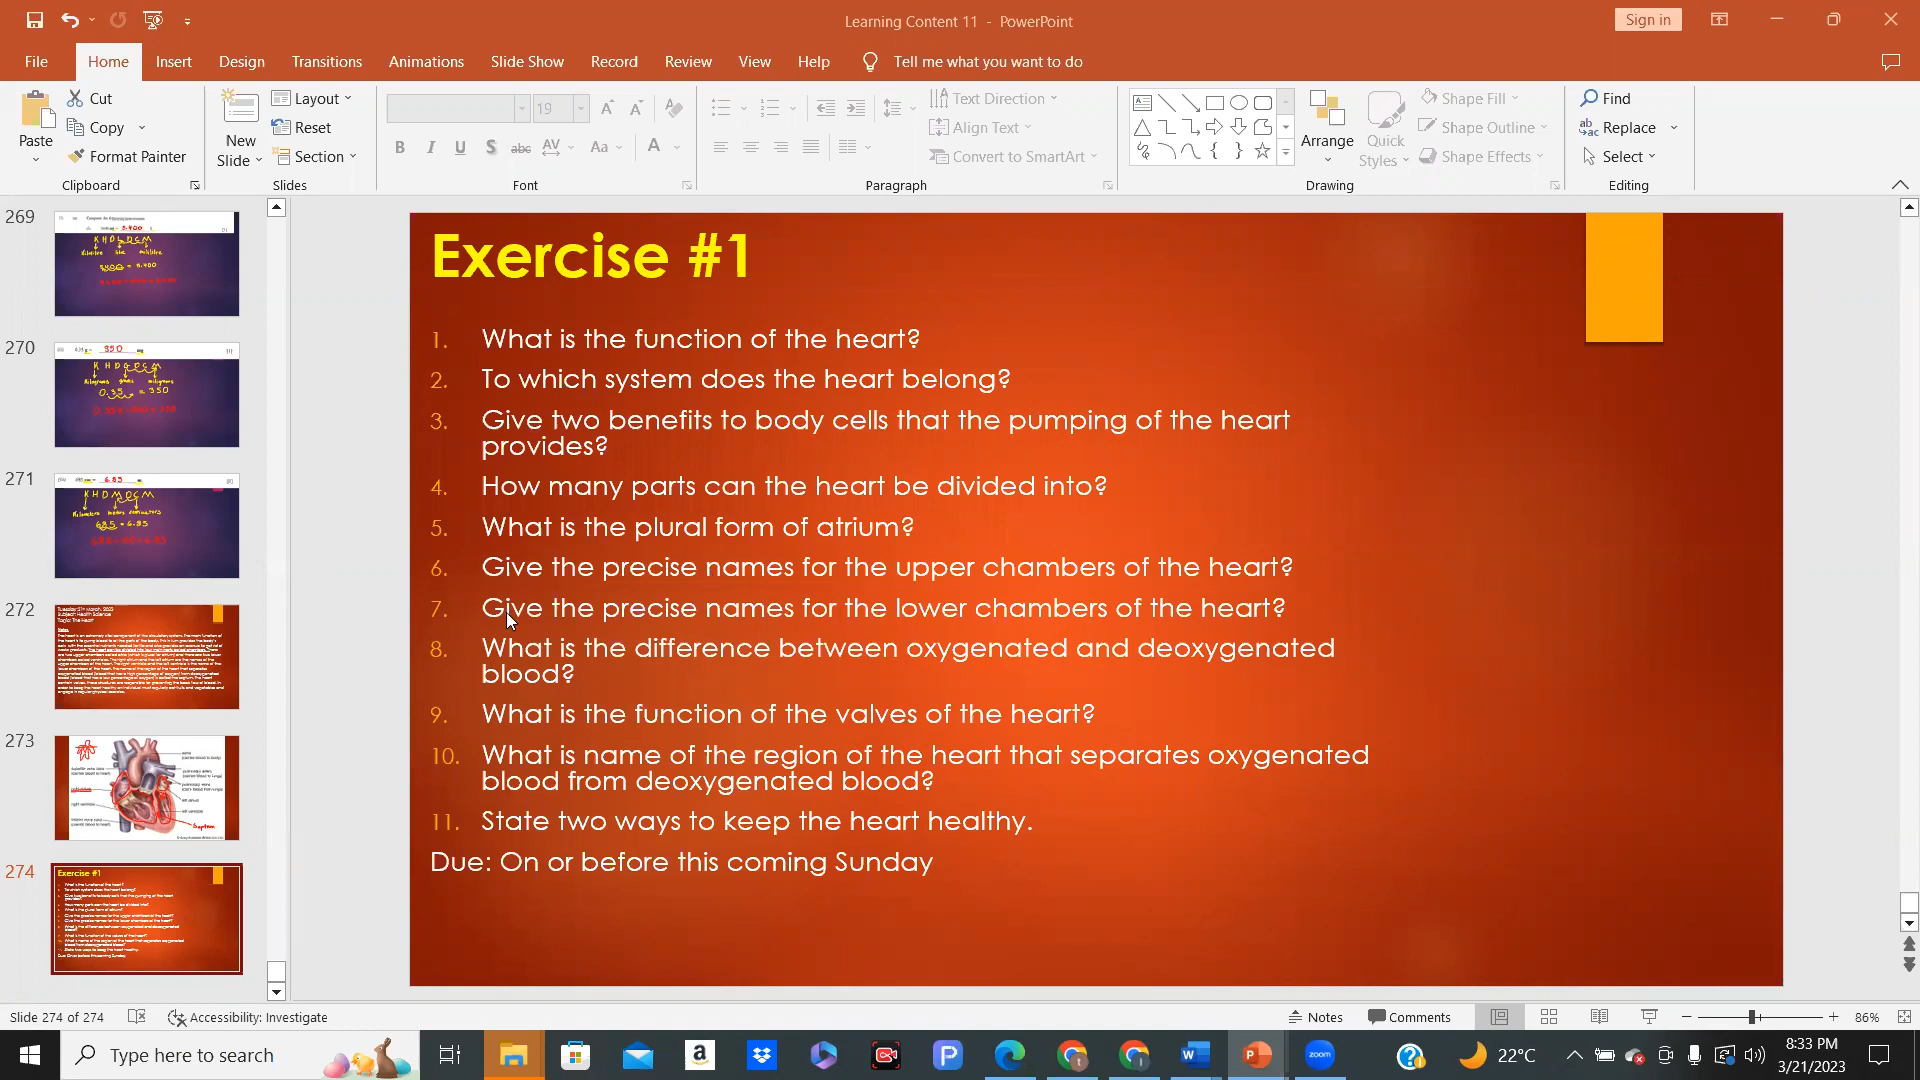 Learning Content 11 - PowerPoint
Sign in
File Home Insert Design Transitions Animations Slide Show Record Review View Help Tell me what you want to do
Paste
Cut
Copy
Format Painter
Clipboard
New
Slide
Layout
Reset
Section
Slides
19
B I U S abc AV Aa A
Font
Text Direction
Align Text
Convert to SmartArt
Paragraph
Arrange
Quick
Styles
Shape Fill
Shape Outline
Shape Effects
Drawing
Find
Replace
Select
Editing
269
270
271
272
273
Septum
274
Exercise #1
1. What is the function of the heart?
2. To which system does the heart belong?
3. Give two benefits to body cells that the pumping of the heart
provides?
4. How many parts can the heart be divided into?
5. What is the plural form of atrium?
6. Give the precise names for the upper chambers of the heart?
7. Give the precise names for the lower chambers of the heart?
8. What is the difference between oxygenated and deoxygenated
blood?
9. What is the function of the valves of the heart?
10. What is name of the region of the heart that separates oxygenated
blood from deoxygenated blood?
11. State two ways to keep the heart healthy.
Due: On or before this coming Sunday
Slide 274 of 274
Accessibility: Investigate
Notes
Comments
86%
Type here to search
zoom
22°C
8:33 PM
3/21/2023